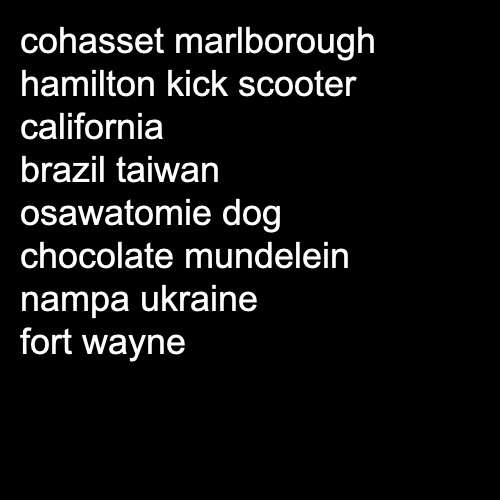 cohasset marlborough
hamilton kick scooter
california
brazil taiwan
osawatomie dog
chocolate mundelein
nampa ukraine
fort wayne